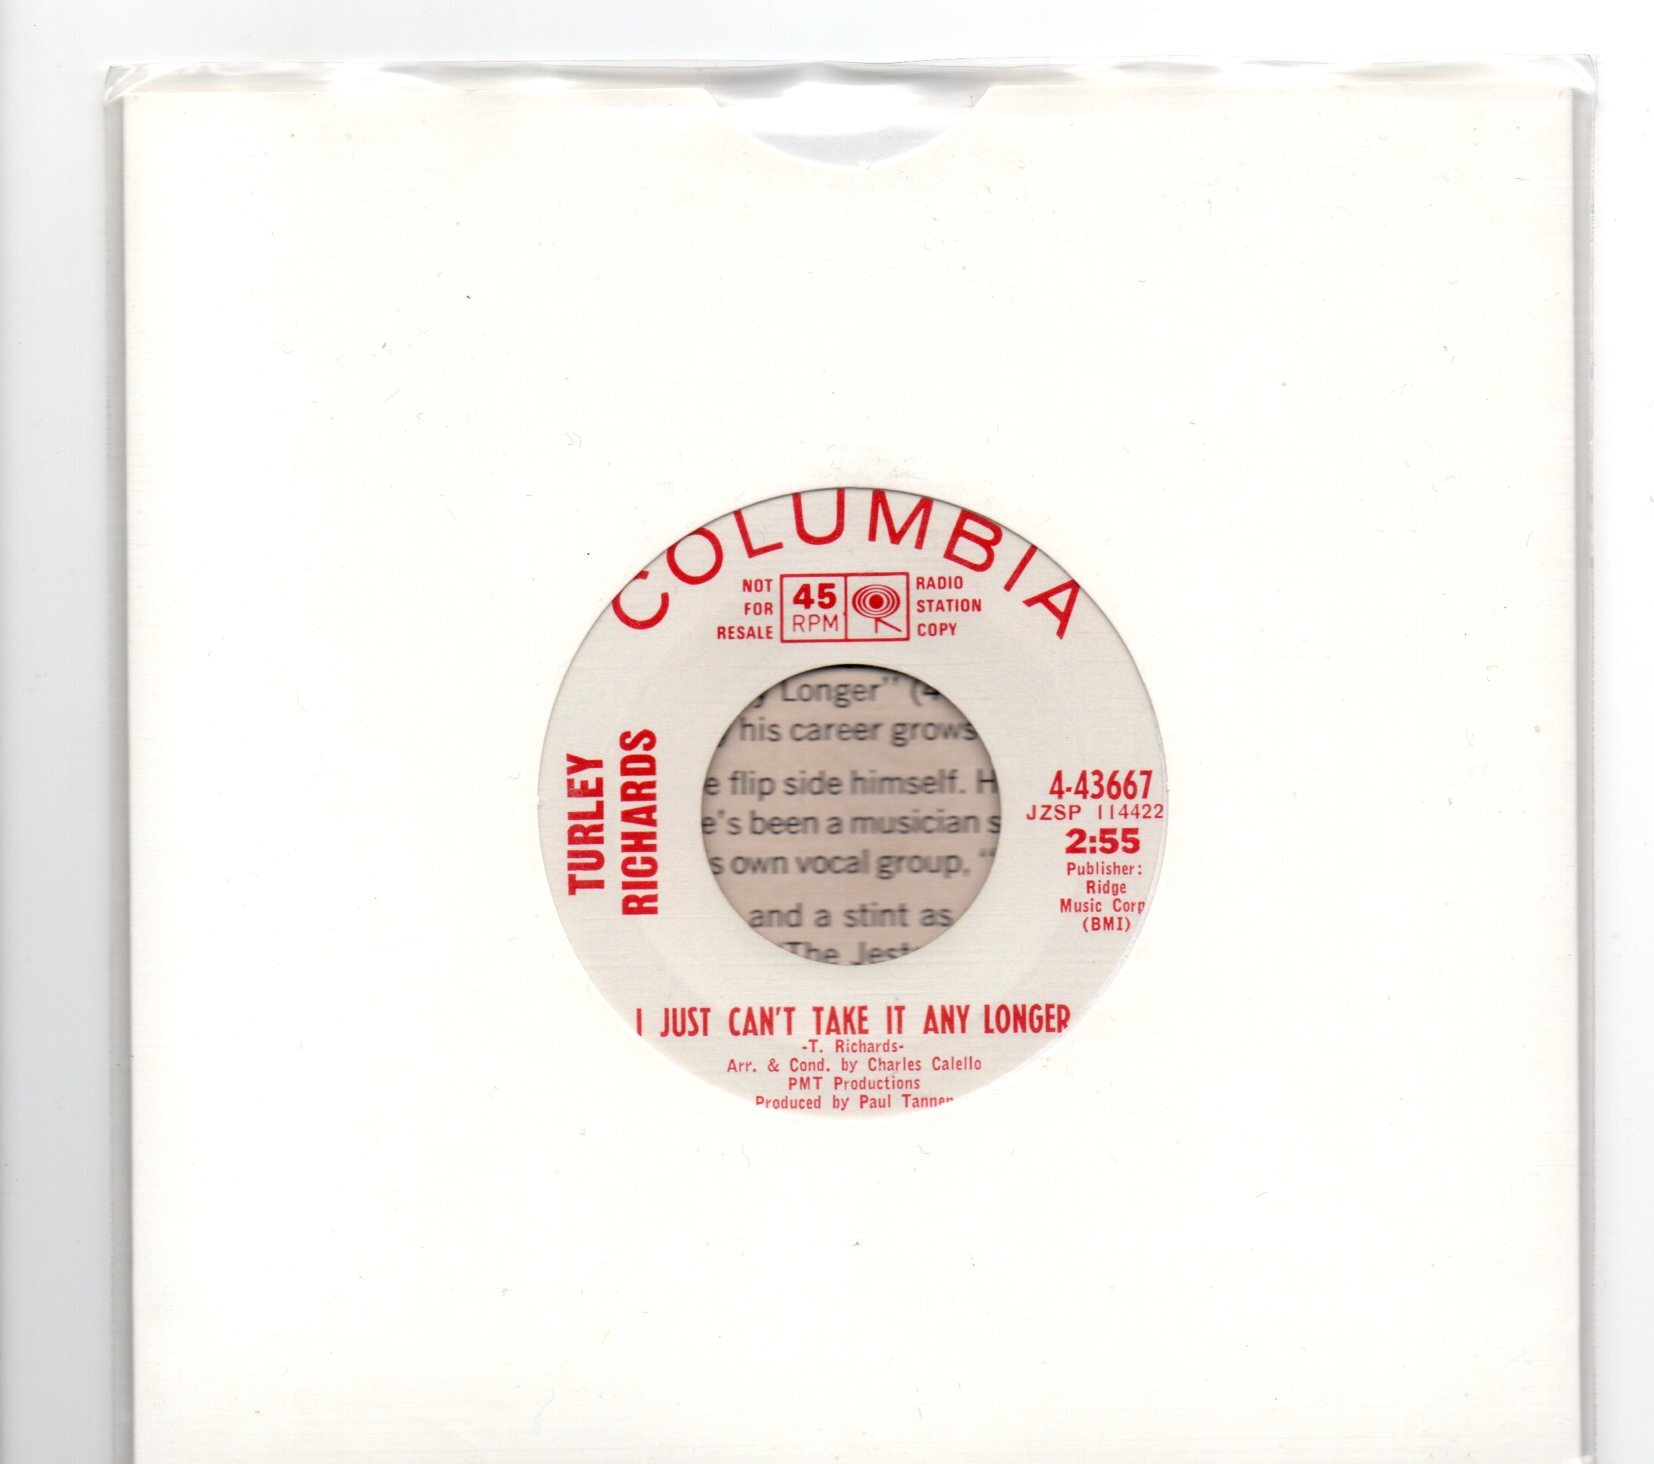 COLUMBIA
NOT
FOR
RESALE
45
RPM
RADIO
STATION
COPY
TURLEY
RICHARDS
Longer" (4
his career grows
flip side himself. H
e's been a musician s
s own vocal group, "
and a stint as
"The
4-43667
JZSP 114422
2:55
Publisher:
Ridge
Music Corp
(BMI)
I JUST CAN'T TAKE IT ANY LONGER
-T. Richards-
Arr. & Cond. by Charles Calello
PMT Productions
Produced by Paul Tannen